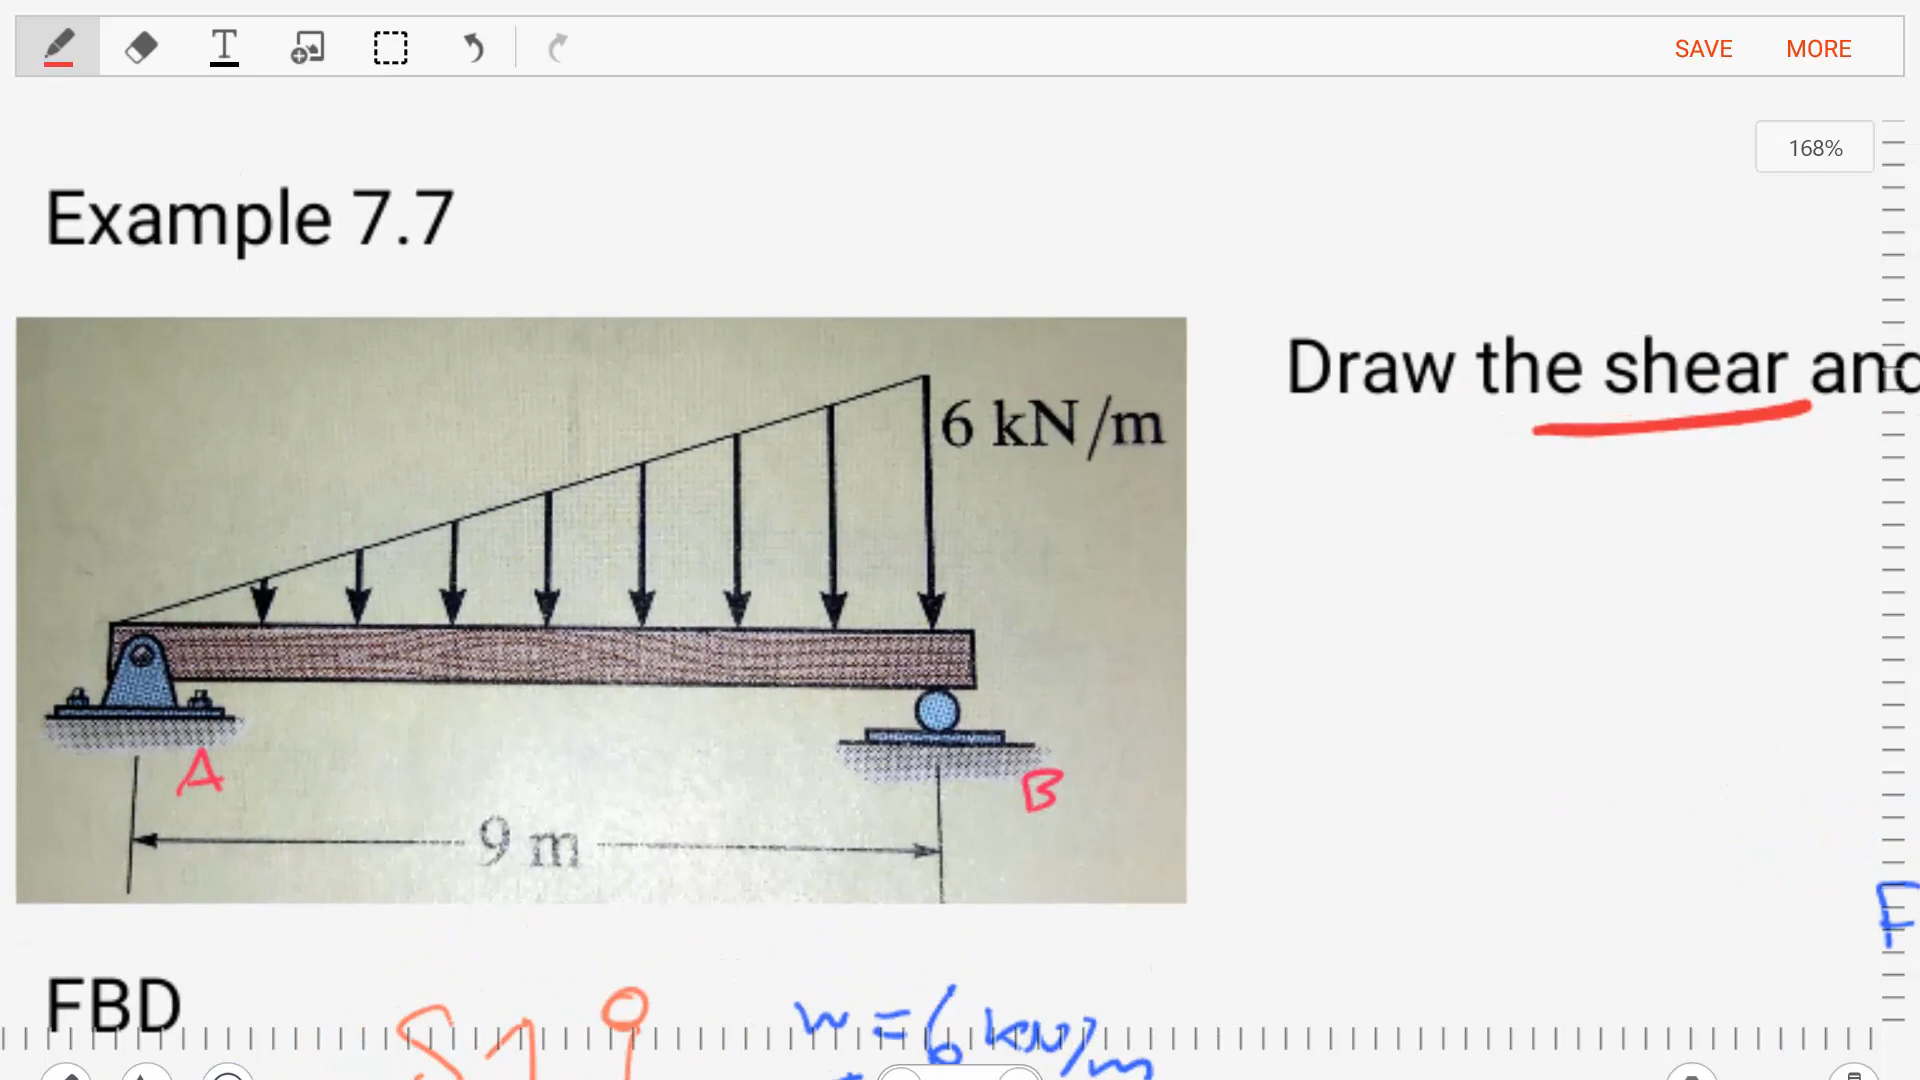 T
SAVE
MORE
168%
Example 7.7
Draw the shear and
6 kN/m
A
B
9 m
F
FBD
w = 6 kN/m